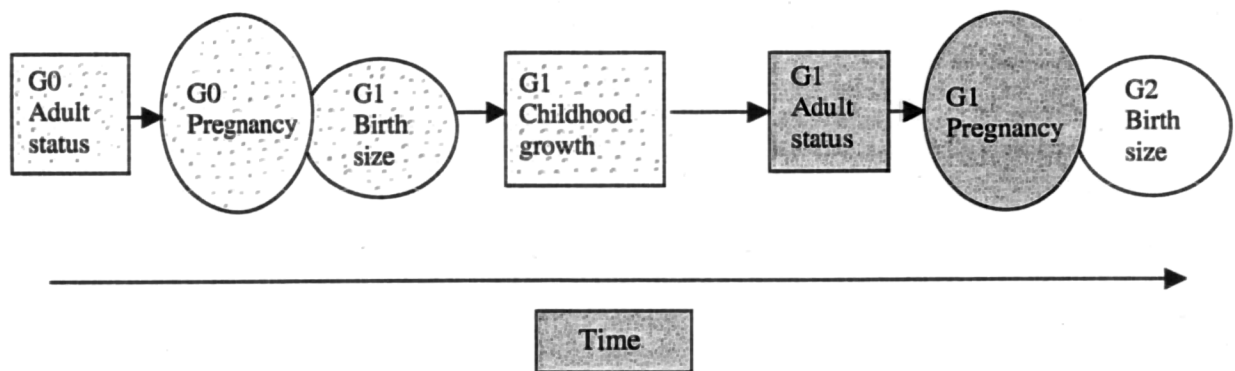 G0
Adult
status
G0
Pregnancy
G1
Birth
size
G1
Childhood
growth
G1
Adult
status
G1
Pregnancy
G2
Birth
size
Time